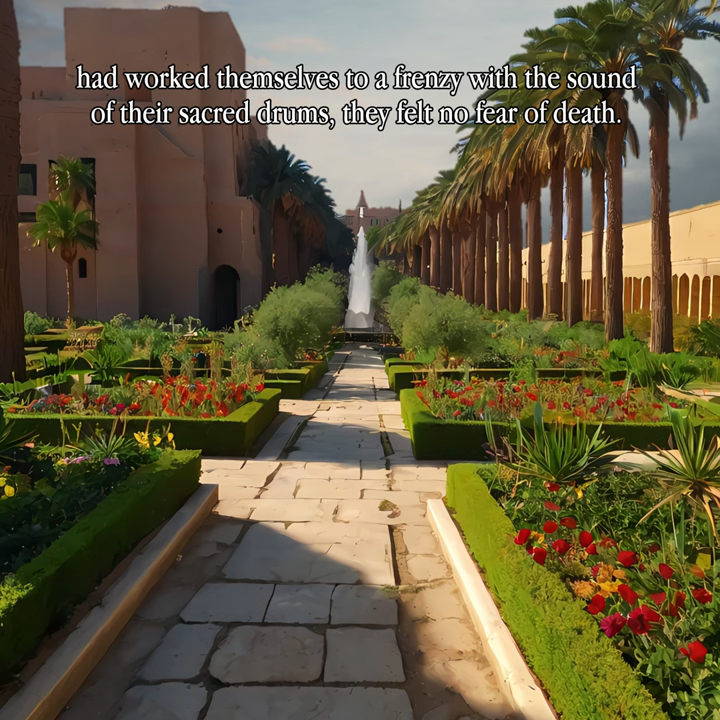 had worked themselves to a frenzy with the sound
of their sacred drums, they felt no fear of death.